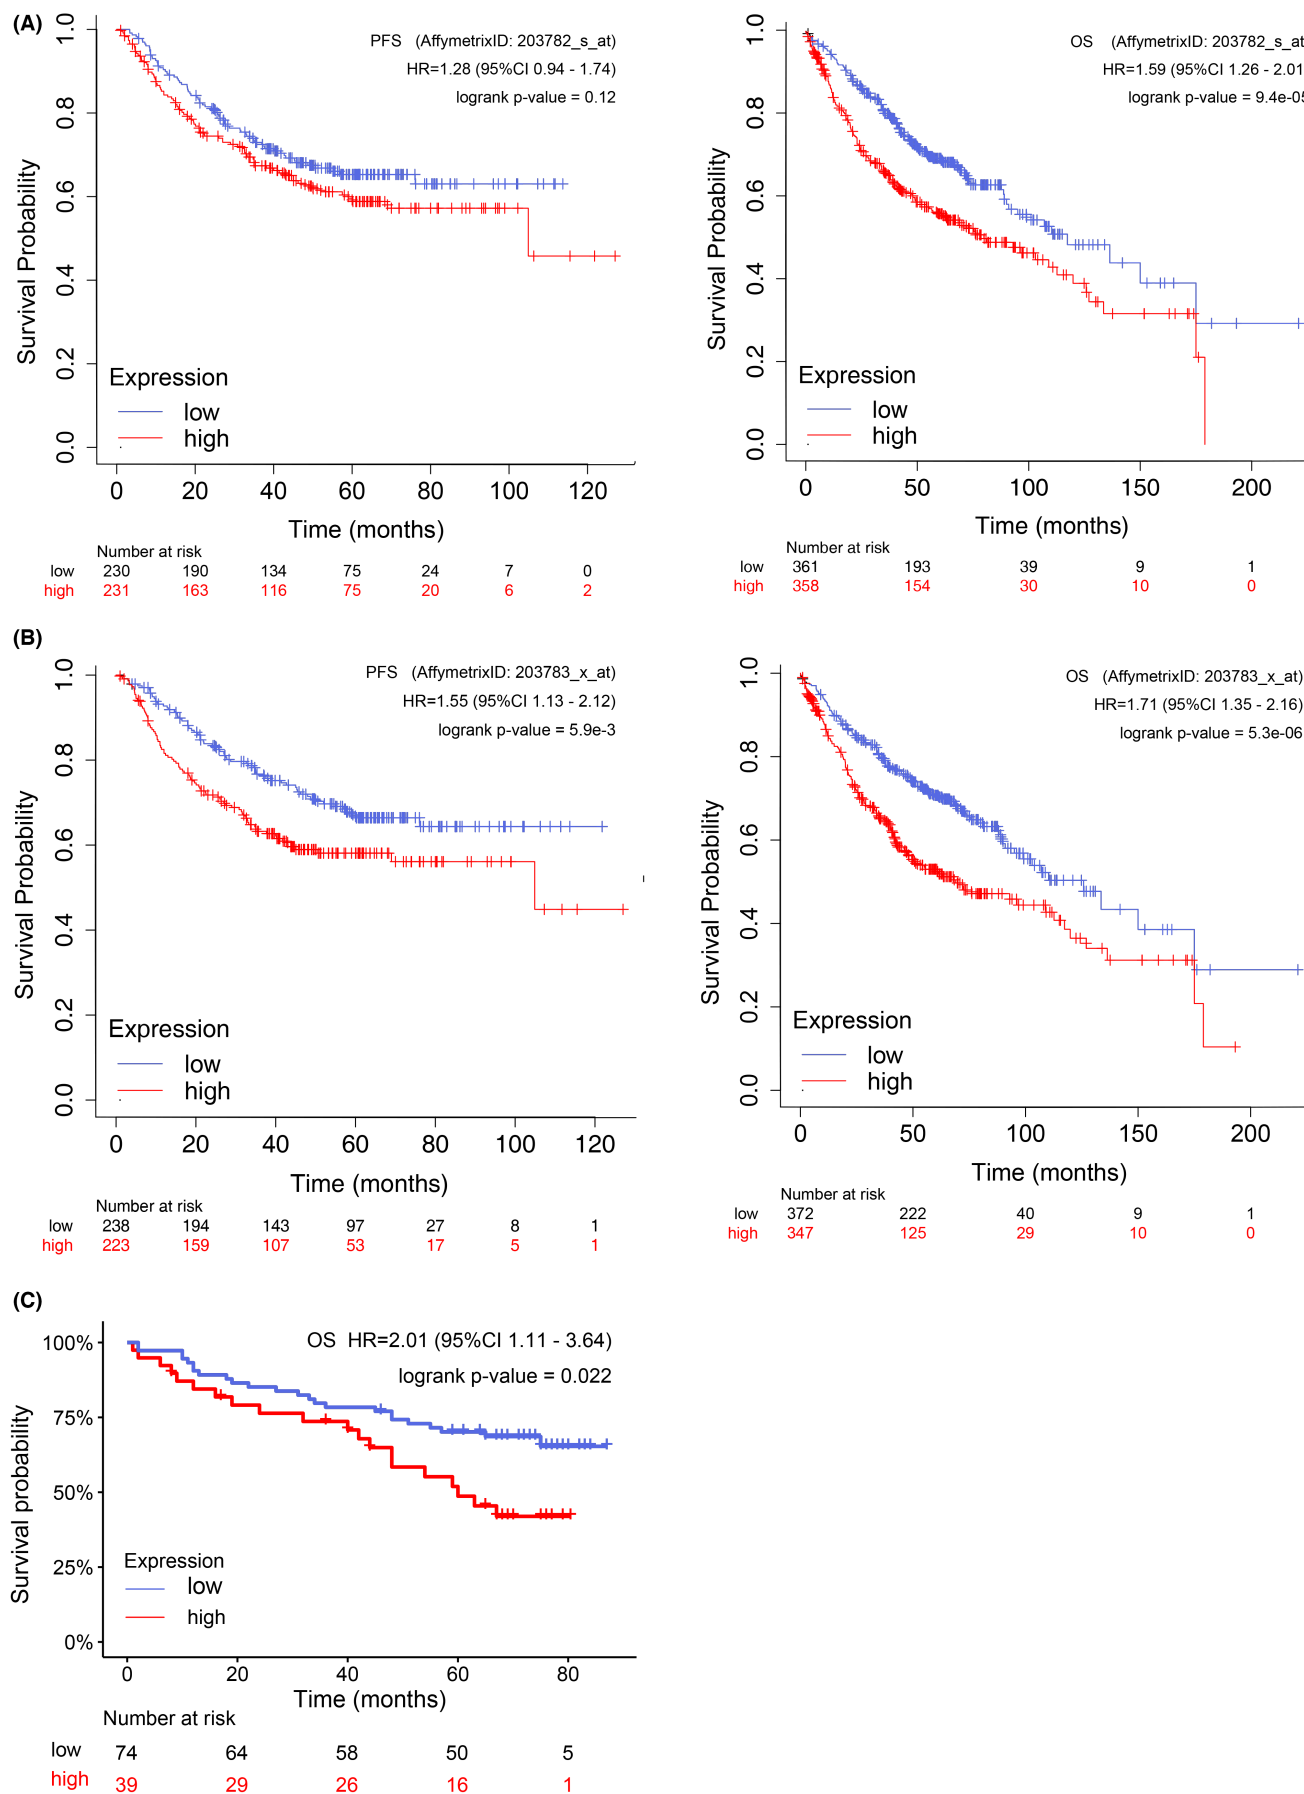 (A)
PFS (AffymetrixID: 203782_s_at)
HR=1.28 (95%CI 0.94 - 1.74)
logrank p-value = 0.12
Survival Probability
1.0
0.8
0.6
0.4
0.2
0.0
Expression
low
high
0 20 40 60 80 100 120
Time (months)
Number at risk
low 230 190 134 75 24 7 0
high 231 163 116 75 20 6 2
OS (AffymetrixID: 203782_s_at
HR=1.59 (95%CI 1.26 - 2.01
logrank p-value = 9.4e-05
Survival Probability
1.0
0.8
0.6
0.4
0.2
0.0
Expression
low
high
0 50 100 150 200
Time (months)
Number at risk
low 361 193 39 9 1
high 358 154 30 10 0
(B)
PFS (AffymetrixID: 203783_x_at)
HR=1.55 (95%CI 1.13 - 2.12)
logrank p-value = 5.9e-3
Survival Probability
1.0
0.8
0.6
0.4
0.2
0.0
Expression
low
high
0 20 40 60 80 100 120
Time (months)
Number at risk
low 238 194 143 97 27 8 1
high 223 159 107 53 17 5 1
OS (AffymetrixID: 203783_x_at)
HR=1.71 (95%CI 1.35 - 2.16)
logrank p-value = 5.3e-06
Survival Probability
1.0
0.8
0.6
0.4
0.2
0.0
Expression
low
high
0 50 100 150 200
Time (months)
Number at risk
low 372 222 40 9 1
high 347 125 29 10 0
(C)
OS HR=2.01 (95%CI 1.11 - 3.64)
logrank p-value = 0.022
Survival probability
100%
75%
50%
25%
0%
Expression
low
high
0 20 40 60 80
Time (months)
Number at risk
low 74 64 58 50 5
high 39 29 26 16 1